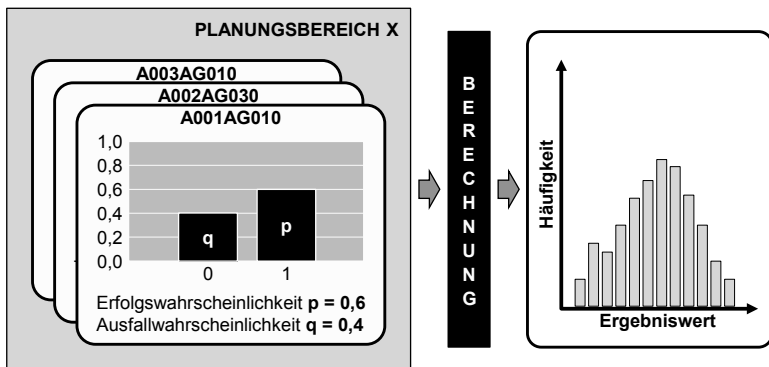 PLANUNGSBEREICH X
A003AG010
A002AG030
A001AG010
1,0
0,8
0,6
0,4
0,2
0,0
q
p
0 1
Erfolgswahrscheinlichkeit p = 0,6
Ausfallwahrscheinlichkeit q = 0,4
BERECHNUNG
Häufigkeit
Ergebniswert